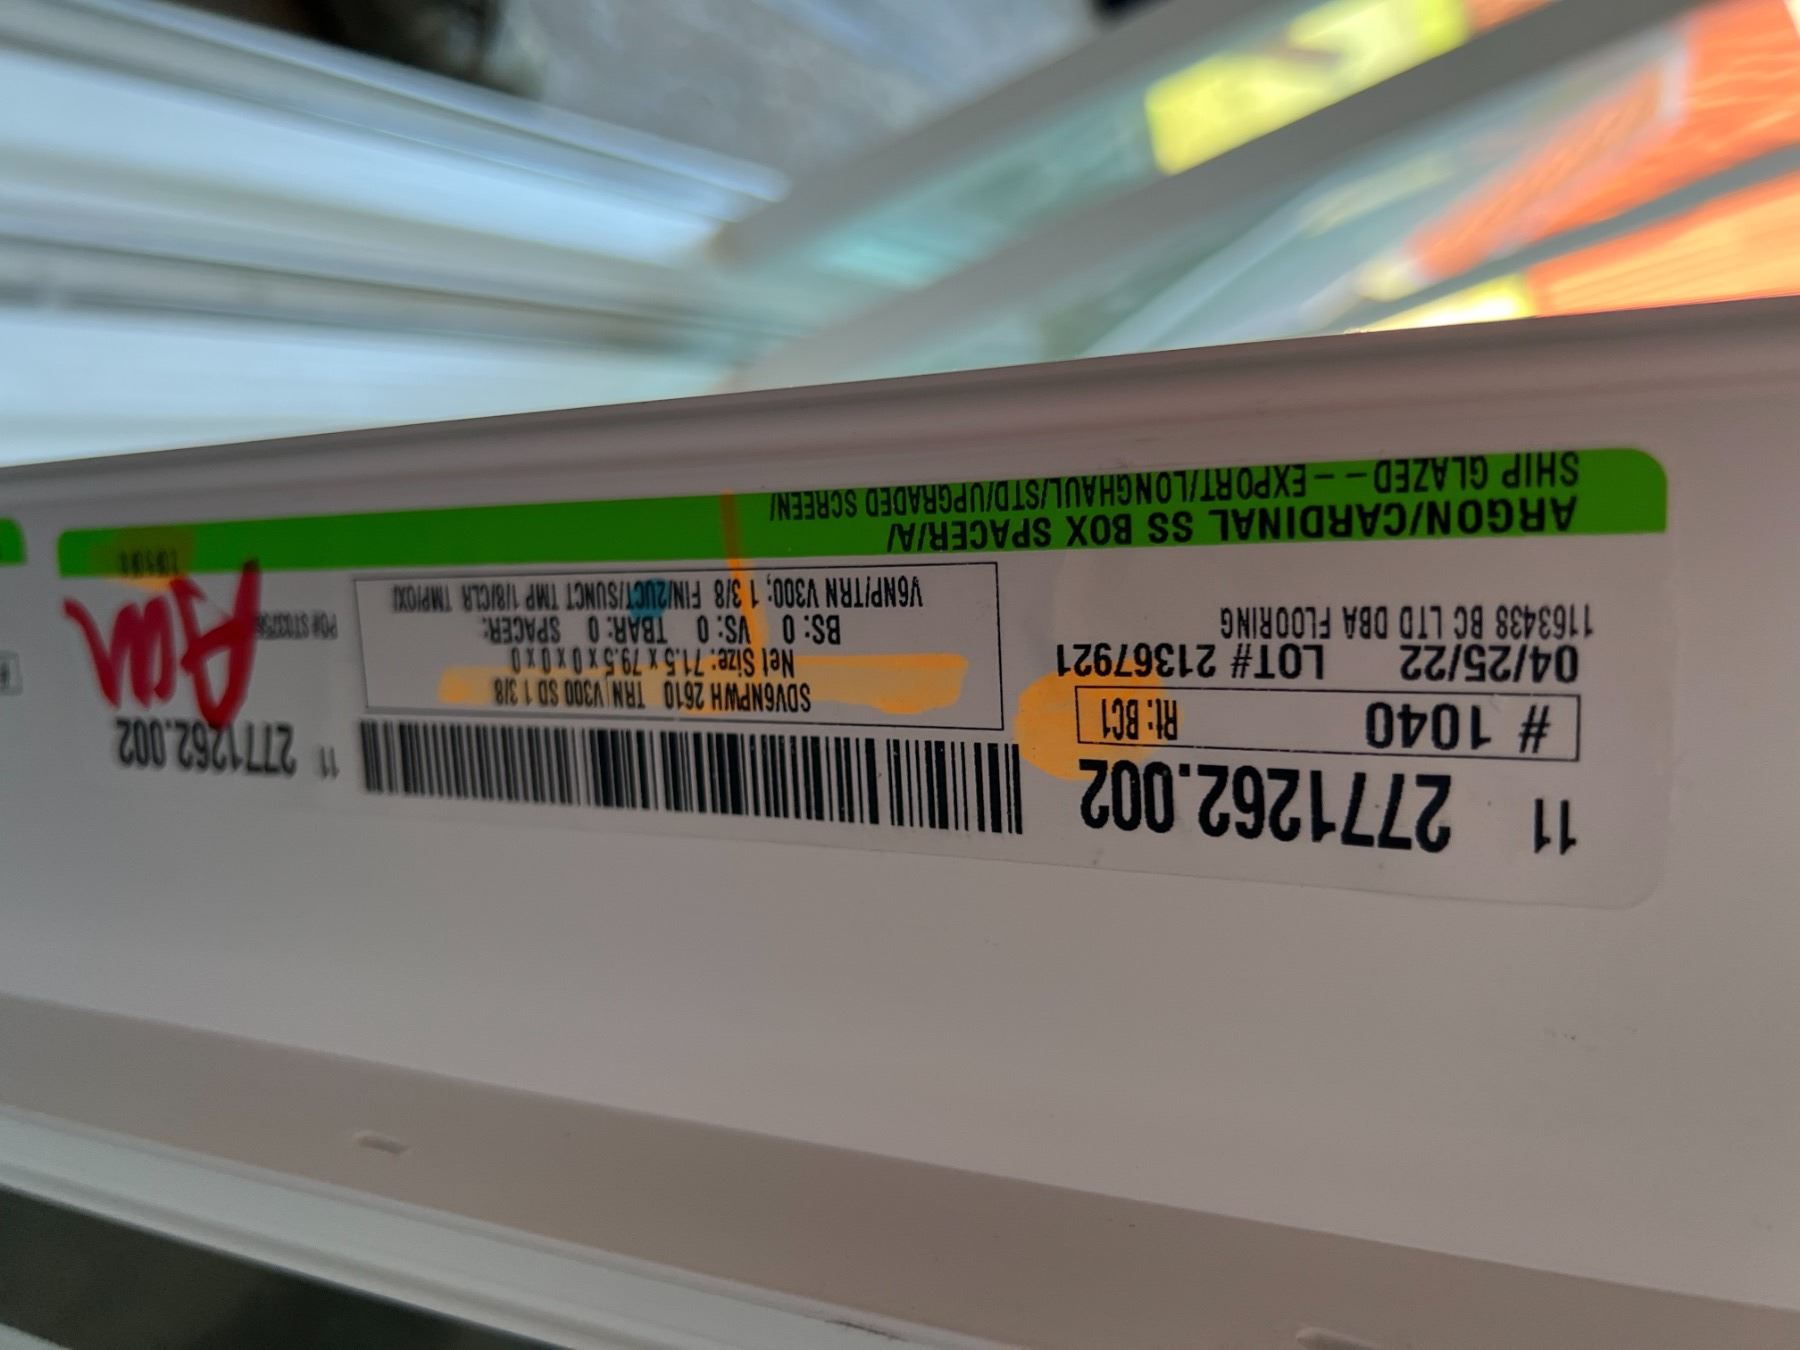 11 2771262.002
# 1040 Rt: BC1
04/25/22 LOT# 21367921
1163438 BC LTD DBA FLOORING
SDV6NPWH 2610 TRN V300 SD 1 3/8
Net Size: 71.5 x 79.5 x 0 x 0 x 0
BS: 0 VS: 0 TBAR: 0 SPACER:
V6NP/TRN V300; 1 3/8 FIN/2UCT/SUNCT TMP 1/8/CLR TMP/OX/
11 2771262.002
PO#
ARGON/CARDINAL SS BOX SPACER/A/
SHIP GLAZED -- EXPORT/LONGHAUL/STD/UPGRADED SCREEN/
#